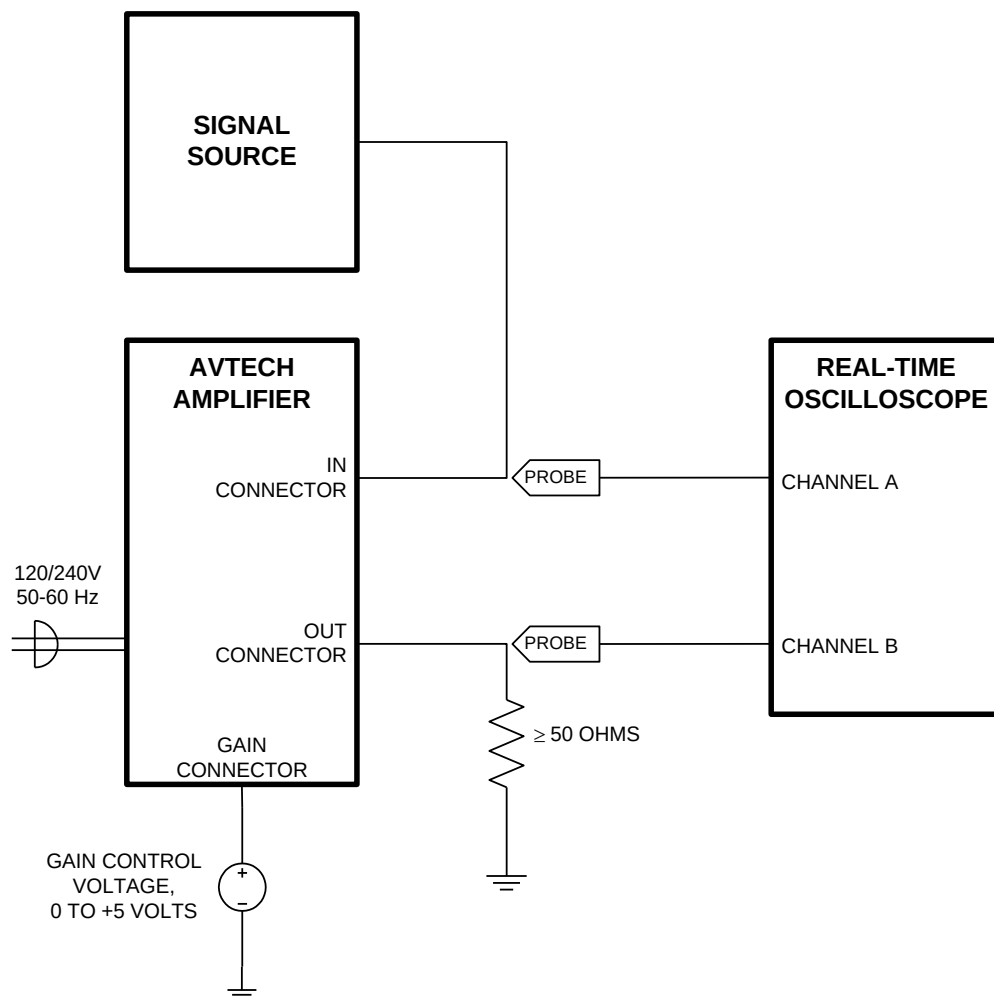 SIGNAL
SOURCE
AVTECH
AMPLIFIER
REAL-TIME
OSCILLOSCOPE
IN
CONNECTOR
PROBE
CHANNEL A
120/240V
50-60 Hz
OUT
CONNECTOR
PROBE
CHANNEL B
≥ 50 OHMS
GAIN
CONNECTOR
GAIN CONTROL
VOLTAGE,
0 TO +5 VOLTS
+
−